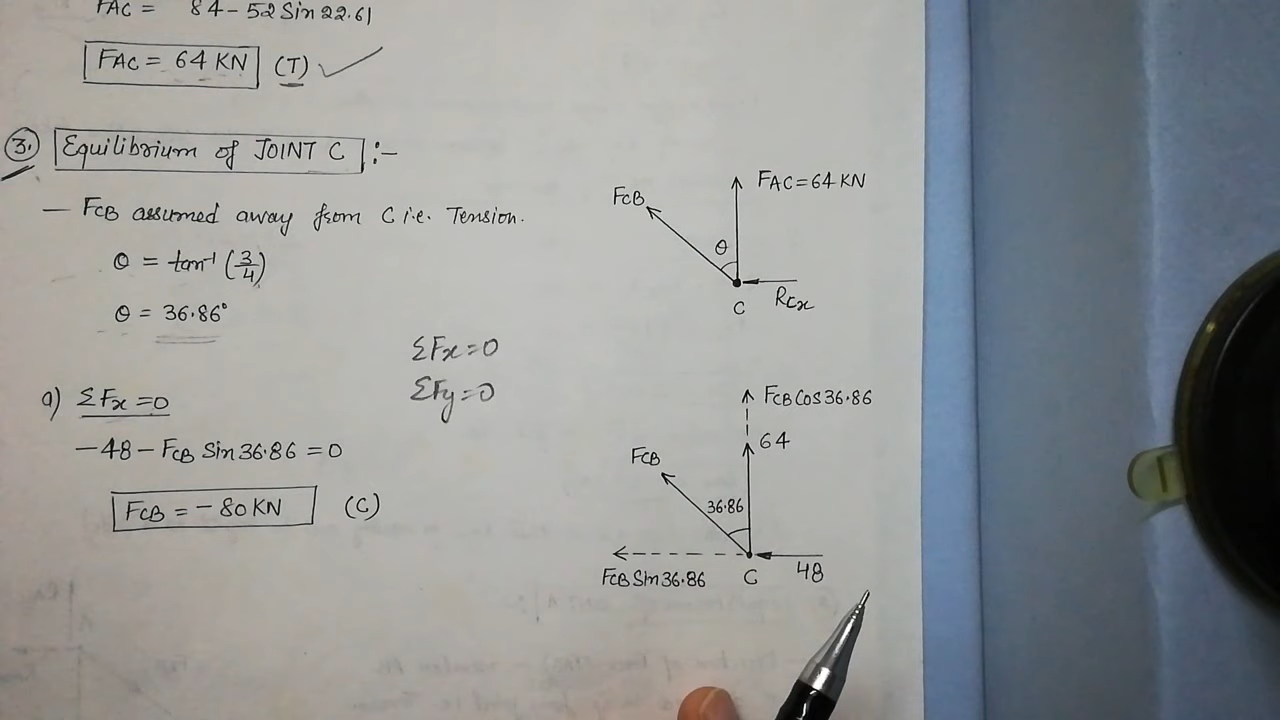 FAC = 84-52 Sin 22.61
FAC = 64 KN (T)
3. Equilibrium of JOINT C :-
— FCB assumed away from C i.e. Tension.
θ = tan⁻¹ (3/4)
θ = 36.86°
ΣFx=0
ΣFy=0
a) ΣFx=0
-48 - FCB Sin 36.86 = 0
FCB = - 80 KN (C)
FCB
FAC=64 KN
θ
C
RCx
FCB Cos 36.86
64
FCB
36.86
FCB Sin 36.86
C
48